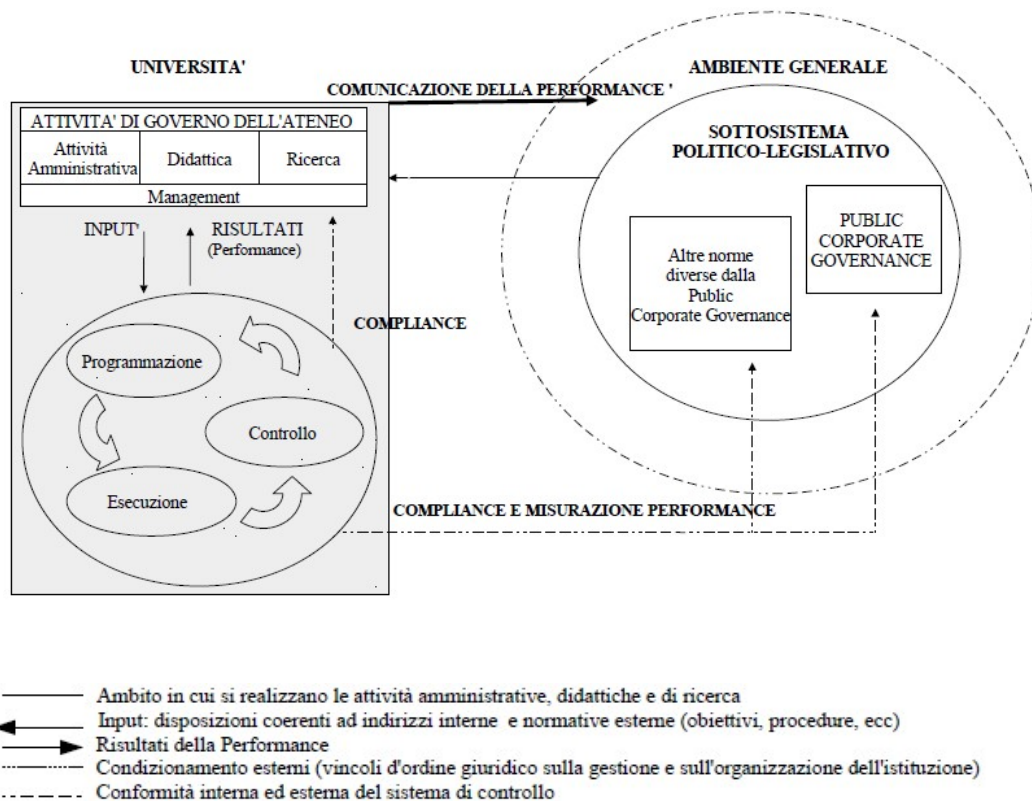 UNIVERSITA'
AMBIENTE GENERALE
COMUNICAZIONE DELLA PERFORMANCE '
ATTIVITA' DI GOVERNO DELL'ATENEO
Attività
Amministrativa
Didattica
Ricerca
Management
SOTTOSISTEMA
POLITICO-LEGISLATIVO
INPUT'
RISULTATI
(Performance)
PUBLIC
CORPORATE
GOVERNANCE
Altre norme
diverse dalla
Public
Corporate Governance
COMPLIANCE
Programmazione
Controllo
Esecuzione
COMPLIANCE E MISURAZIONE PERFORMANCE
Ambito in cui si realizzano le attività amministrative, didattiche e di ricerca
Input: disposizioni coerenti ad indirizzi interne e normative esterne (obiettivi, procedure, ecc)
Risultati della Performance
Condizionamento esterni (vincoli d'ordine giuridico sulla gestione e sull'organizzazione dell'istituzione)
Conformità interna ed esterna del sistema di controllo